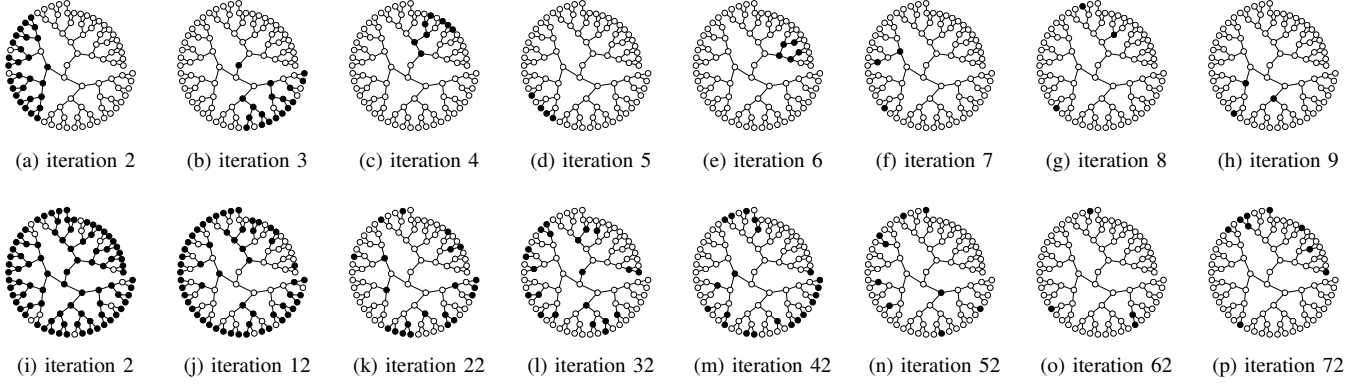 (a) iteration 2 (b) iteration 3 (c) iteration 4 (d) iteration 5 (e) iteration 6 (f) iteration 7 (g) iteration 8 (h) iteration 9
(i) iteration 2 (j) iteration 12 (k) iteration 22 (l) iteration 32 (m) iteration 42 (n) iteration 52 (o) iteration 62 (p) iteration 72